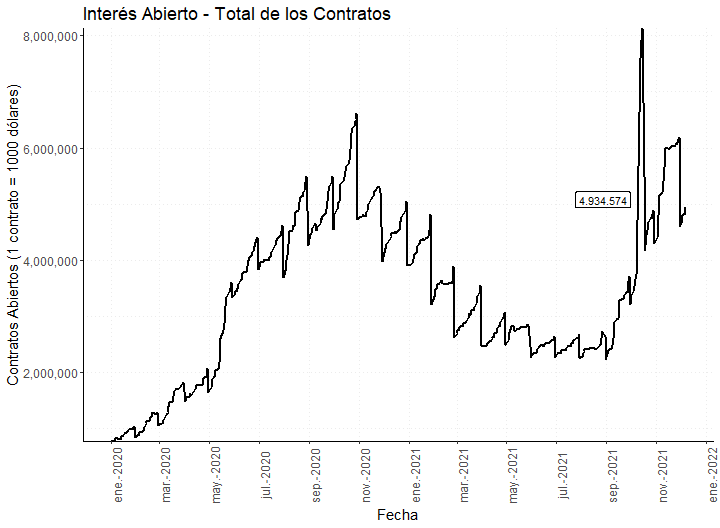 Interés Abierto - Total de los Contratos
Contratos Abiertos (1 contrato = 1000 dólares)
8,000,000
6,000,000
4,000,000
2,000,000
4.934.574
ene.-2020
mar.-2020
may.-2020
jul.-2020
sep.-2020
nov.-2020
ene.-2021
mar.-2021
may.-2021
jul.-2021
sep.-2021
nov.-2021
ene.-2022
Fecha